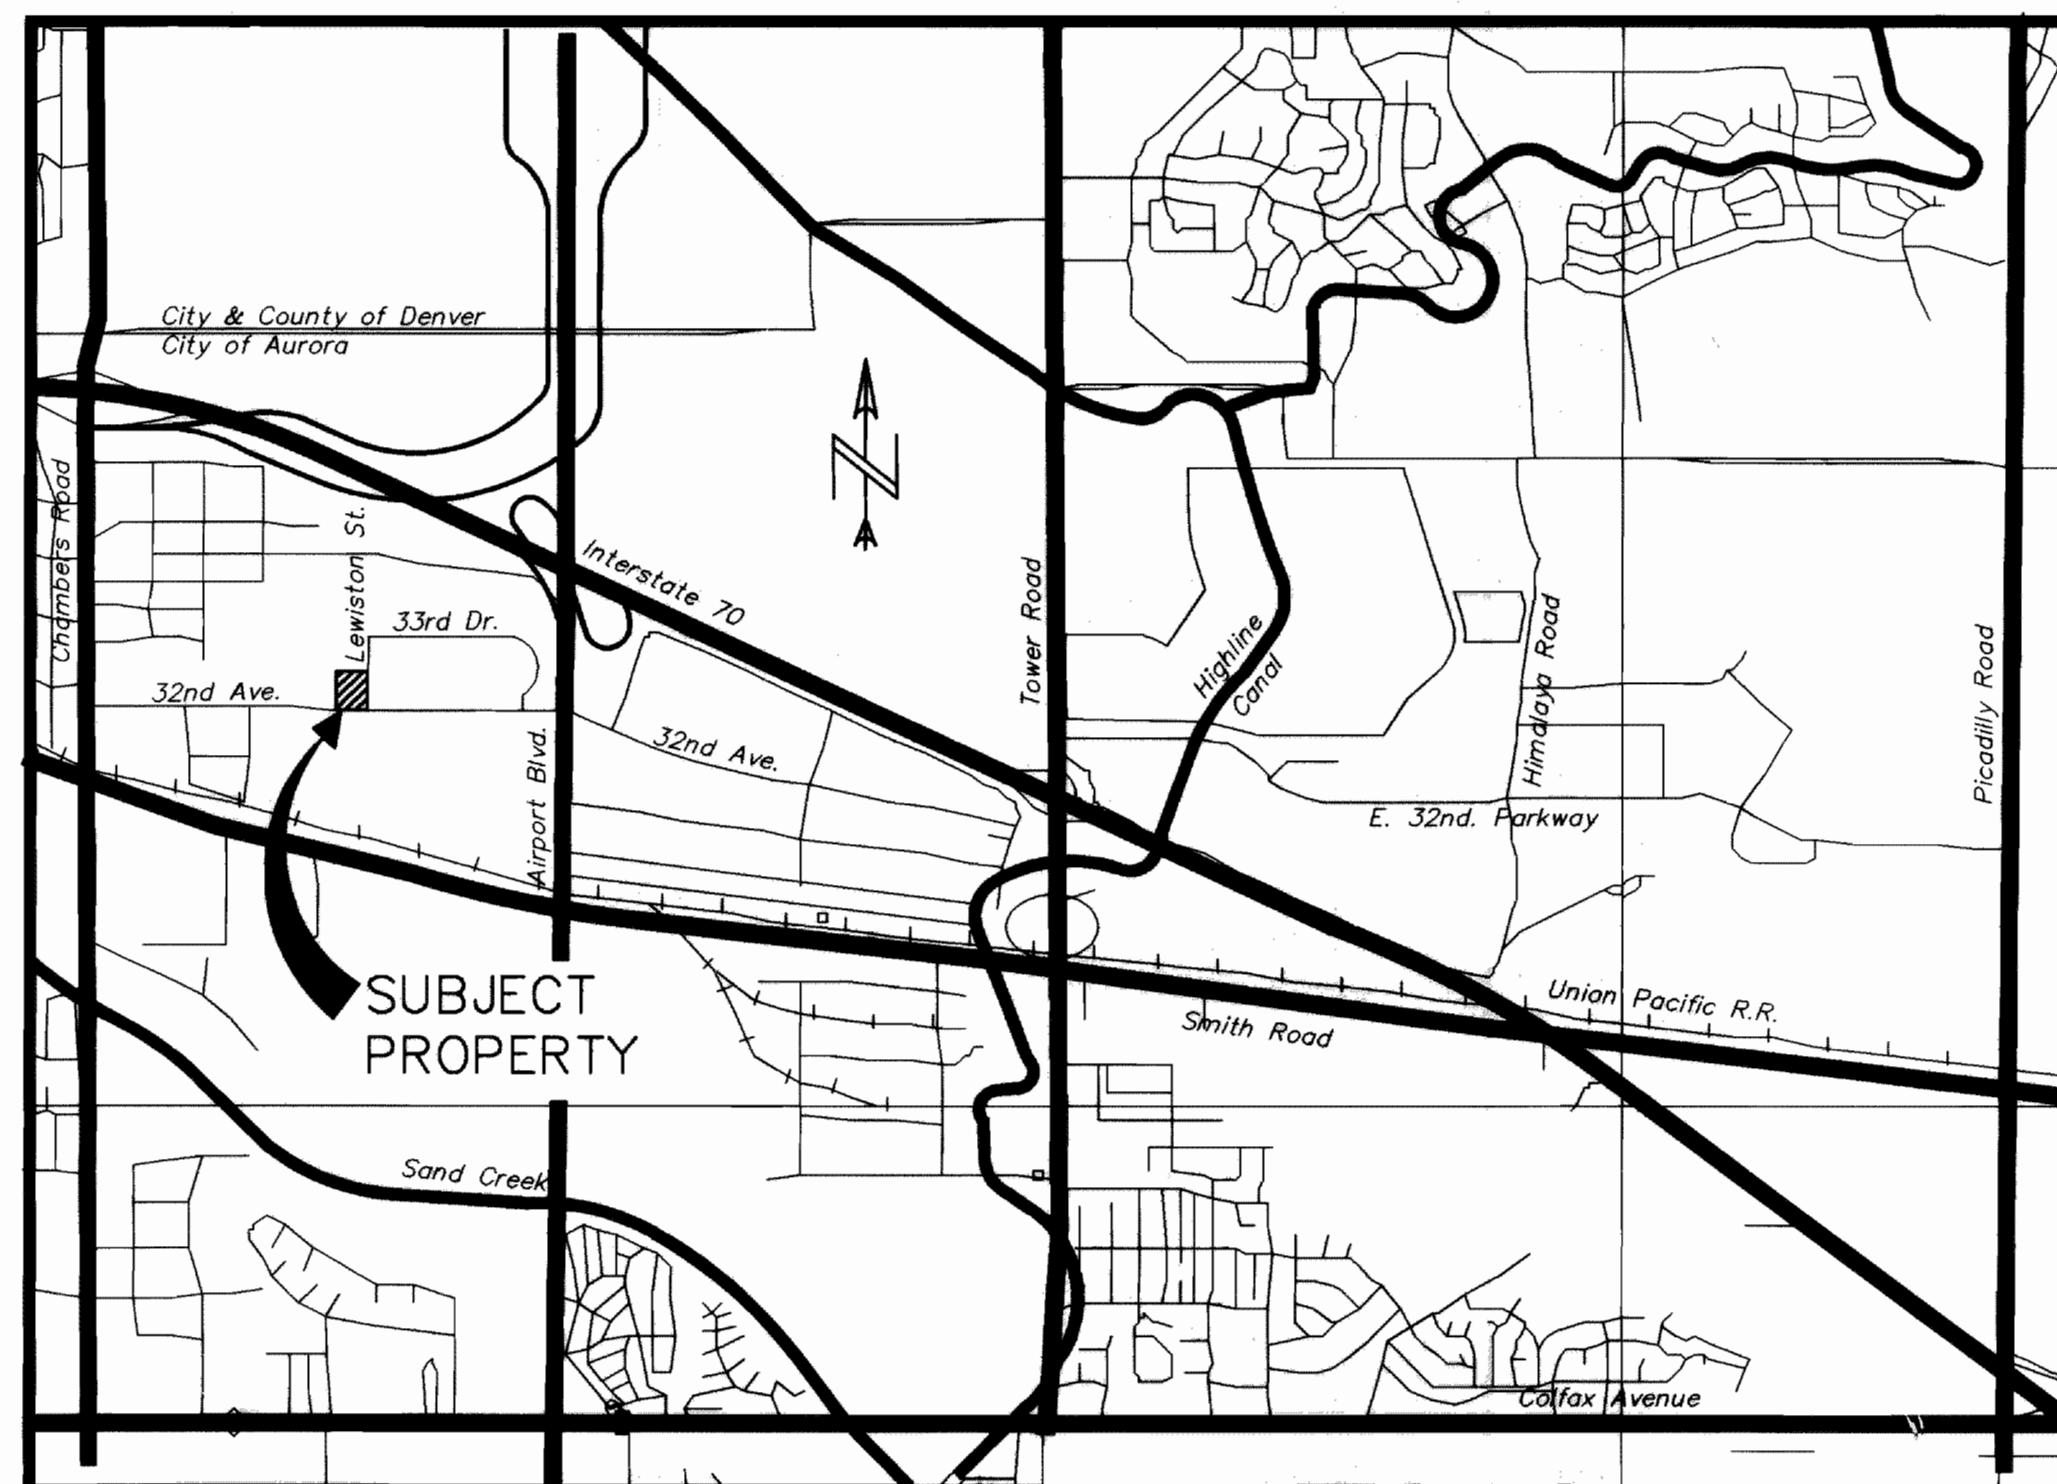 City & County of Denver
City of Aurora
N
Chambers Road
Lewiston St.
Interstate 70
33rd Dr.
32nd Ave.
Tower Road
Highline
Canal
Himalaya Road
Picadilly Road
32nd Ave.
Airport Blvd.
E. 32nd. Parkway
SUBJECT
PROPERTY
Union Pacific R.R.
Smith Road
Sand Creek
Colfax Avenue